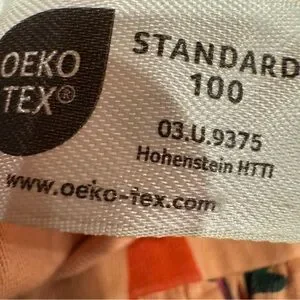 OEKO
TEX®
STANDARD
100
03.U.9375
Hohenstein HTTI
www.oeko-tex.com